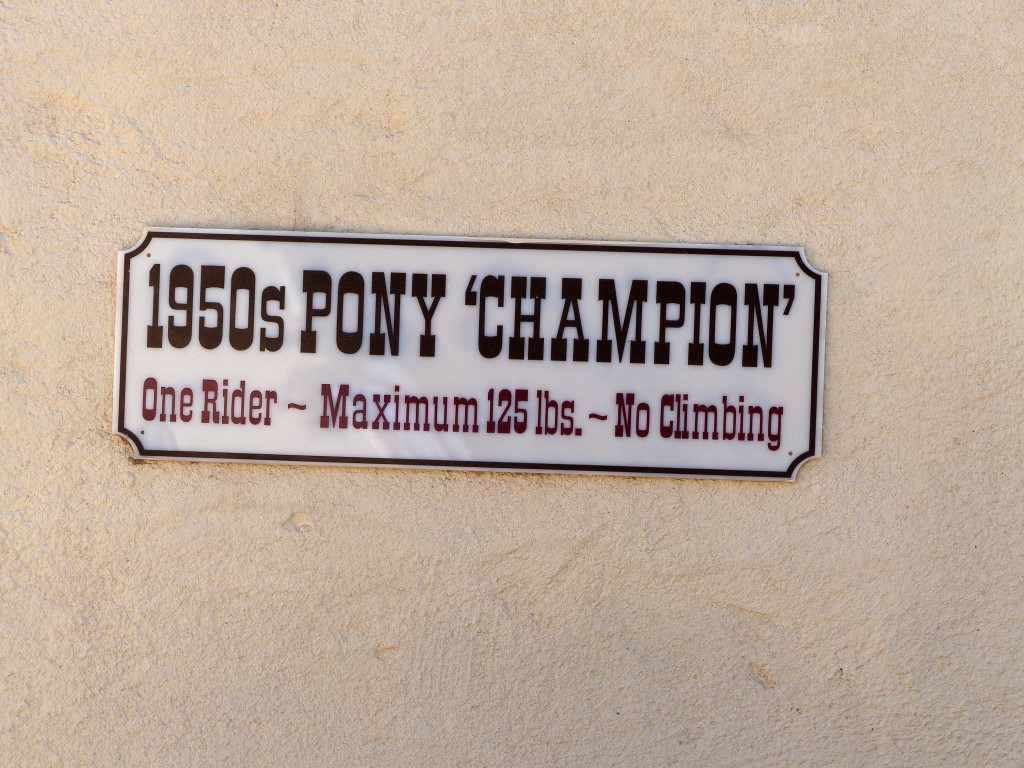 1950s PONY ‘CHAMPION’
One Rider ~ Maximum 125 lbs. ~ No Climbing